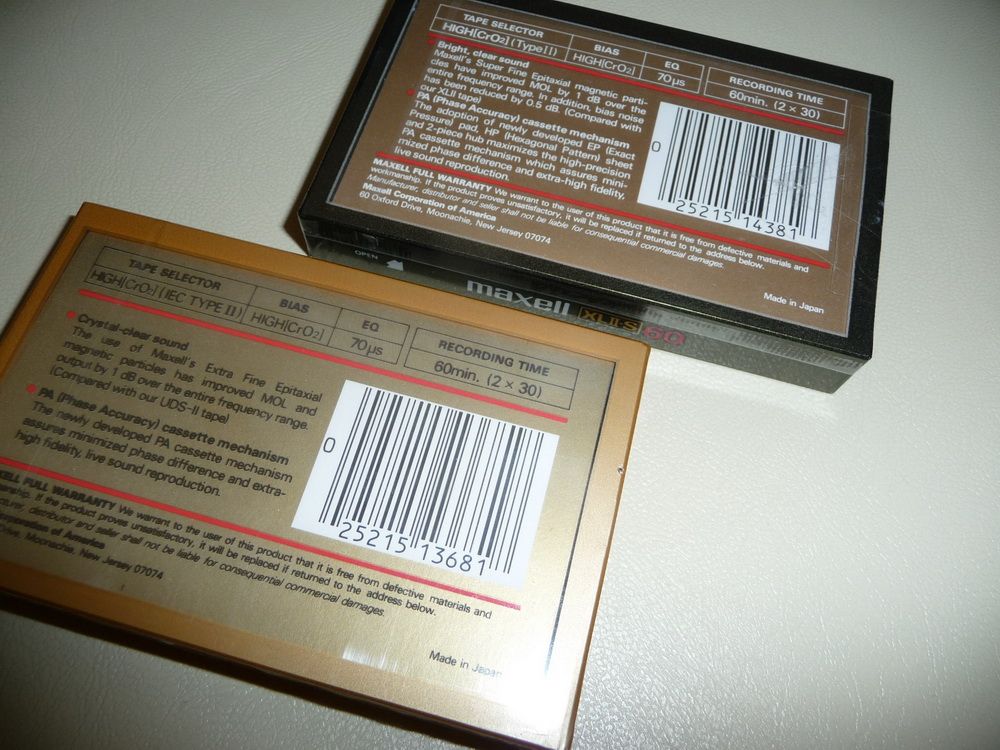 TAPE SELECTOR
BIAS
EQ
RECORDING TIME
HIGH[CrO2] (Type II)
HIGH[CrO2]
70µs
60min. (2 × 30)
Bright, clear sound
Maxell's Super Fine Epitaxial magnetic parti-
cles have improved MOL by 1 dB over the
entire frequency range. In addition, bias noise
has been reduced by 0.5 dB. (Compared with
our XLII tape)
PA (Phase Accuracy) cassette mechanism
The adoption of newly developed EP (Exact
Pressure) pad, HP (Hexagonal Pattern) sheet
and 2-piece hub maximizes the high-precision
PA cassette mechanism which assures mini-
mized phase difference and extra-high fidelity,
live sound reproduction.
0 25215 14381
MAXELL FULL WARRANTY We warrant to the user of this product that it is free from defective materials and
workmanship. If the product proves unsatisfactory, it will be replaced if returned to the address below.
Manufacturer, distributor and seller shall not be liable for consequential commercial damages.
Maxell Corporation of America
60 Oxford Drive, Moonachie, New Jersey 07074
Made in Japan
OPEN
maxell XLII-S 60
TAPE SELECTOR
BIAS
EQ
RECORDING TIME
HIGH[CrO2] (IEC TYPE II)
HIGH[CrO2]
70µs
60min. (2 × 30)
Crystal-clear sound
The use of Maxell's Extra Fine Epitaxial
magnetic particles has improved MOL and
output by 1 dB over the entire frequency range.
(Compared with our UDS-II tape)
PA (Phase Accuracy) cassette mechanism
The newly developed PA cassette mechanism
assures minimized phase difference and extra-
high fidelity, live sound reproduction.
0 25215 13681
XELL FULL WARRANTY We warrant to the user of this product that it is free from defective materials and
manship. If the product proves unsatisfactory, it will be replaced if returned to the address below.
cturer, distributor and seller shall not be liable for consequential commercial damages.
orporation of America
Drive, Moonachie, New Jersey 07074
Made in Japan